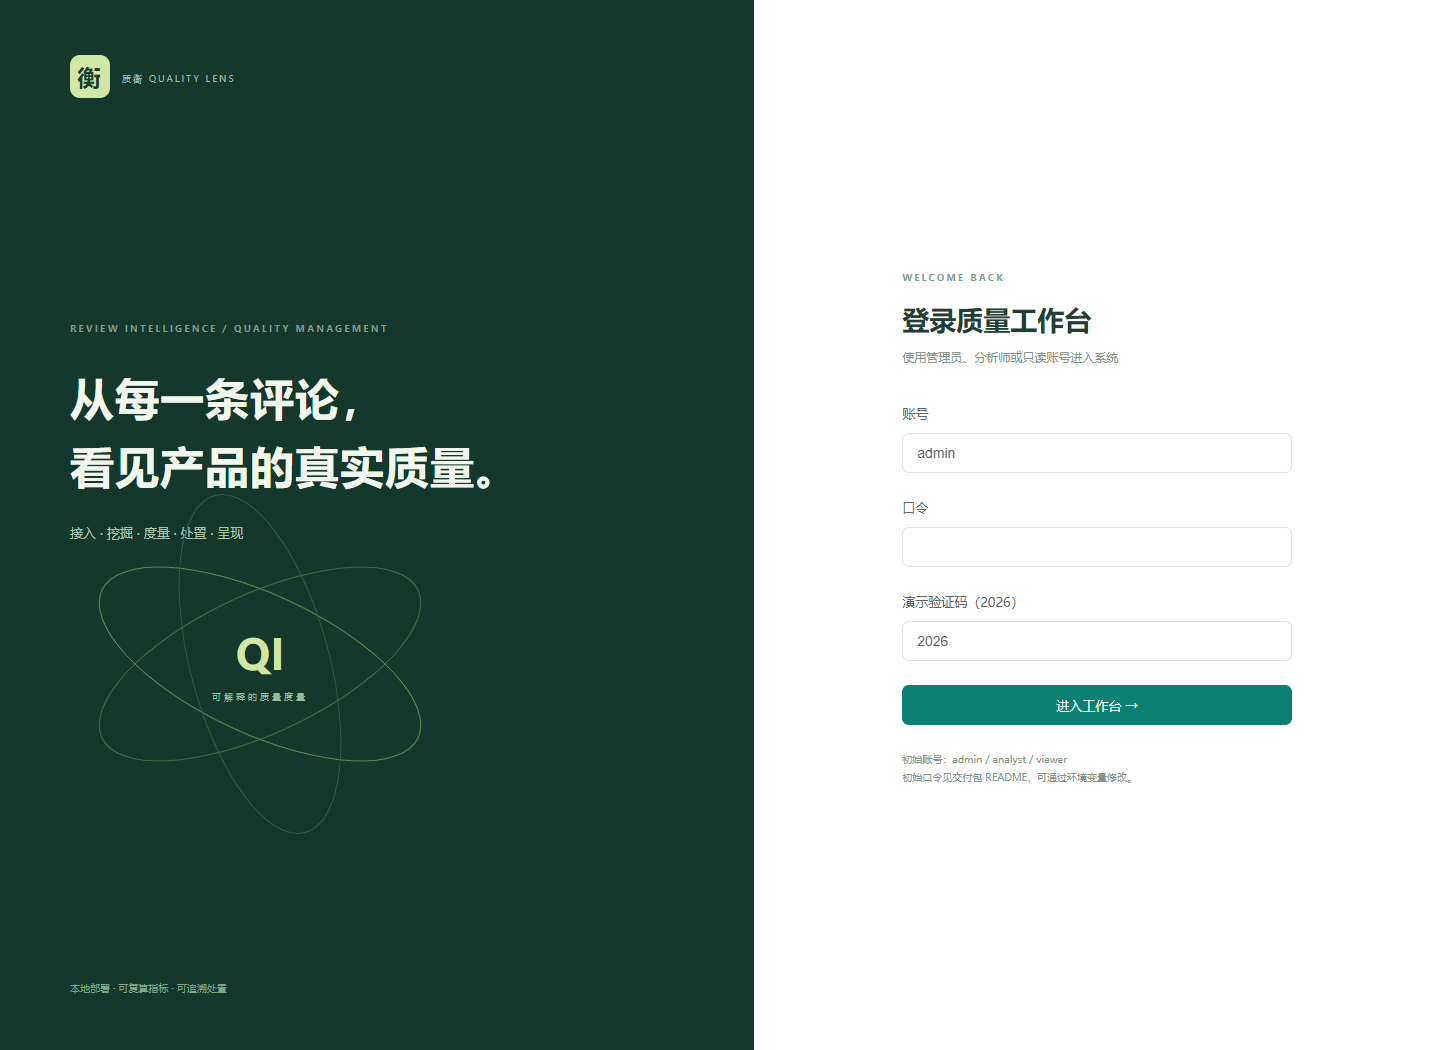 衡
质衡 QUALITY LENS
REVIEW INTELLIGENCE / QUALITY MANAGEMENT
从每一条评论，
看见产品的真实质量。
接入 · 挖掘 · 度量 · 处置 · 呈现
QI
可解释的质量度量
本地部署 · 可复算指标 · 可追溯处置
WELCOME BACK
登录质量工作台
使用管理员、分析师或只读账号进入系统
账号
admin
口令
演示验证码（2026）
2026
进入工作台 →
初始账号：admin / analyst / viewer
初始口令见交付包 README，可通过环境变量修改。